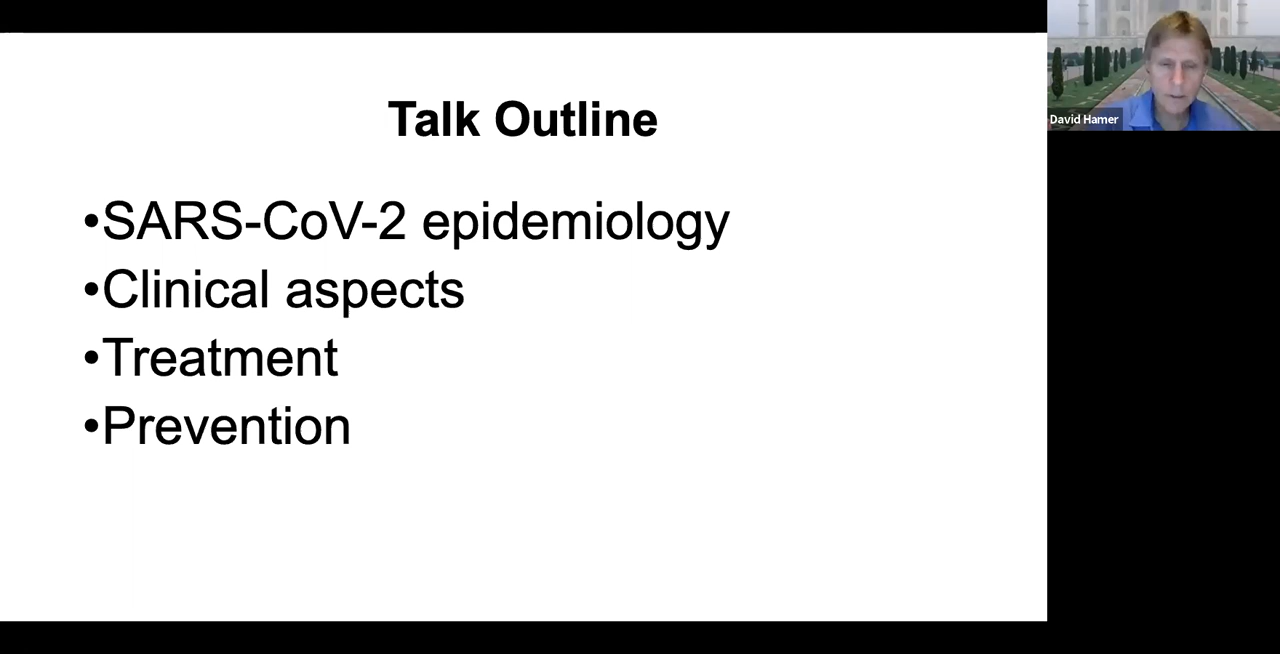 Talk Outline
•SARS-CoV-2 epidemiology
•Clinical aspects
•Treatment
•Prevention
David Hamer